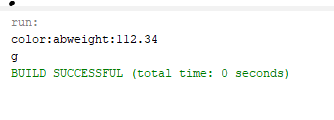 run:
color:abweight:112.34
g
BUILD SUCCESSFUL (total time: 0 seconds)